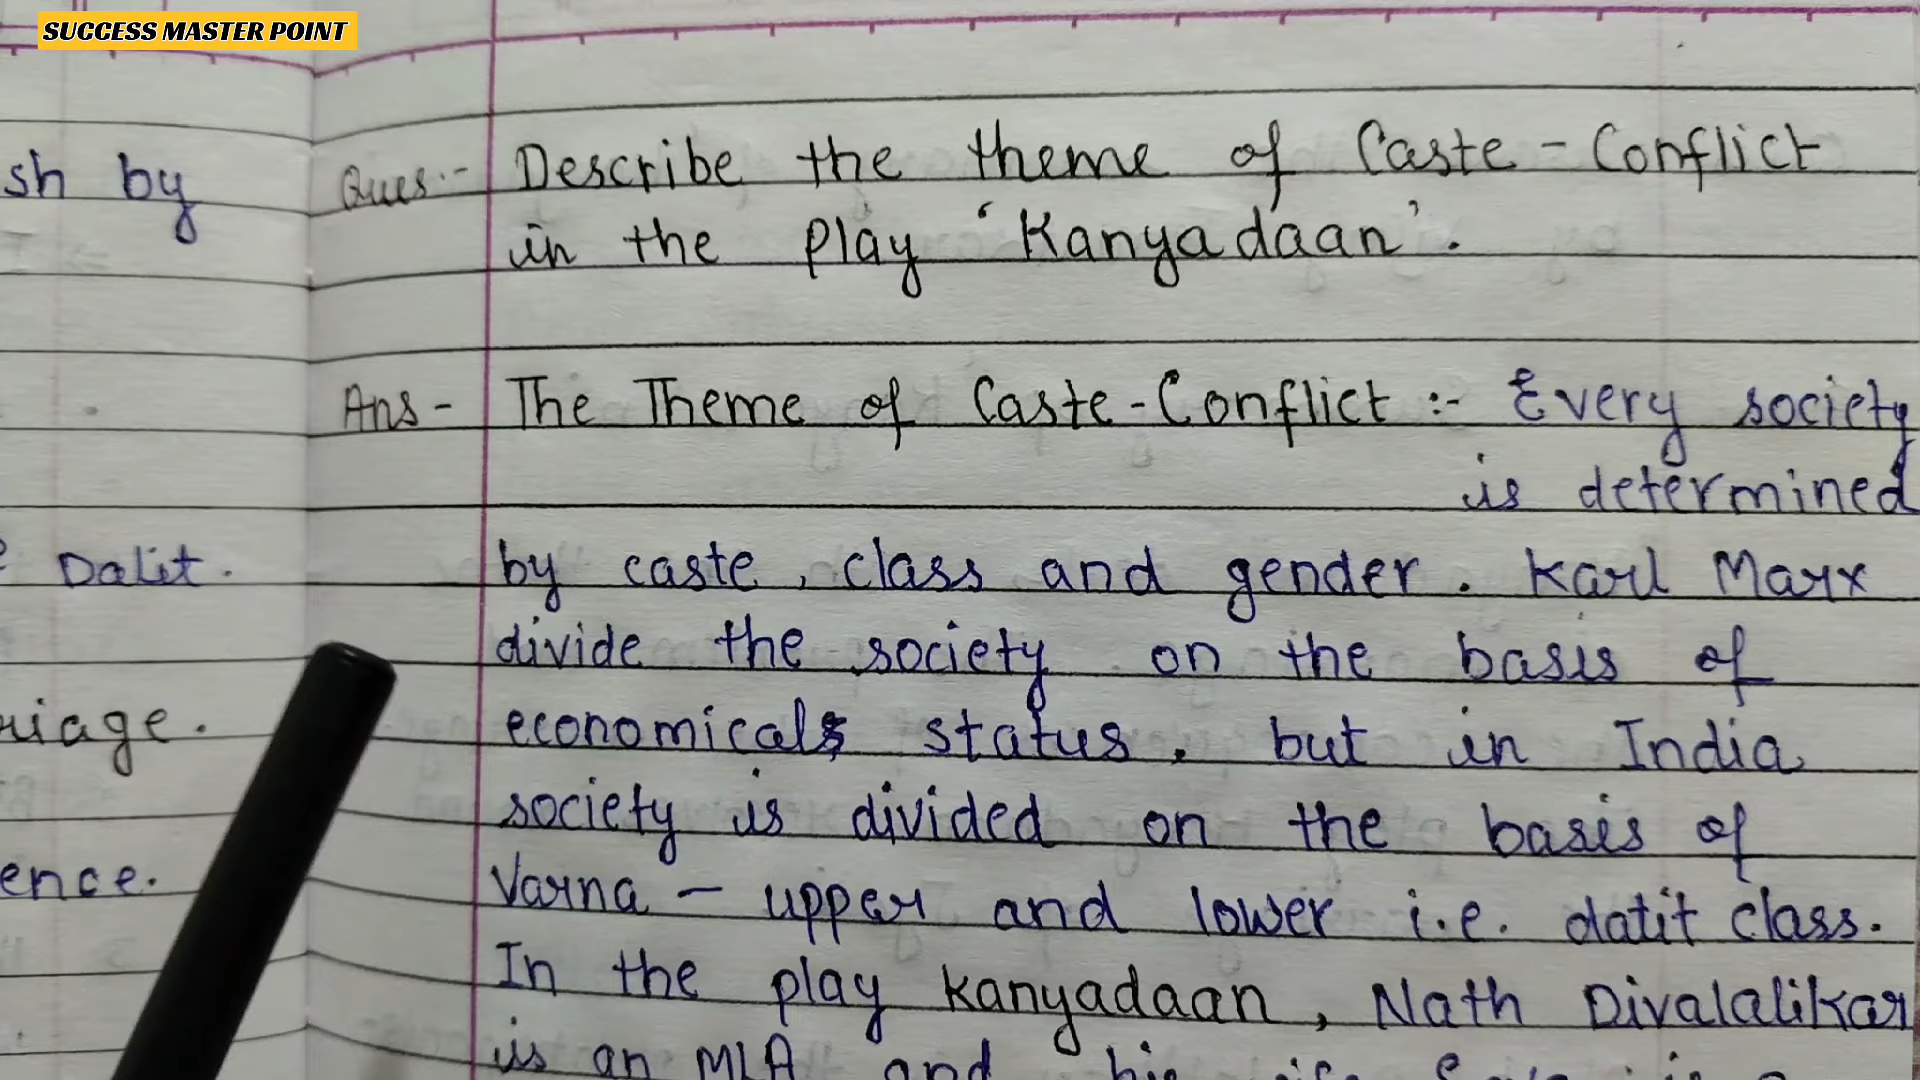 SUCCESS MASTER POINT
sh by
Dalit.
riage.
ence.
Ques:- Describe the theme of Caste-Conflict
in the play 'Kanyadaan'.
Ans- The Theme of Caste-Conflict :- Every society
is determined
by caste, class and gender. Karl Marx
divide the society on the basis of
economicals status, but in India
society is divided on the basis of
Varna - upper and lower i.e. datit class.
In the play kanyadaan, Nath Divalalikar
is an MLA and